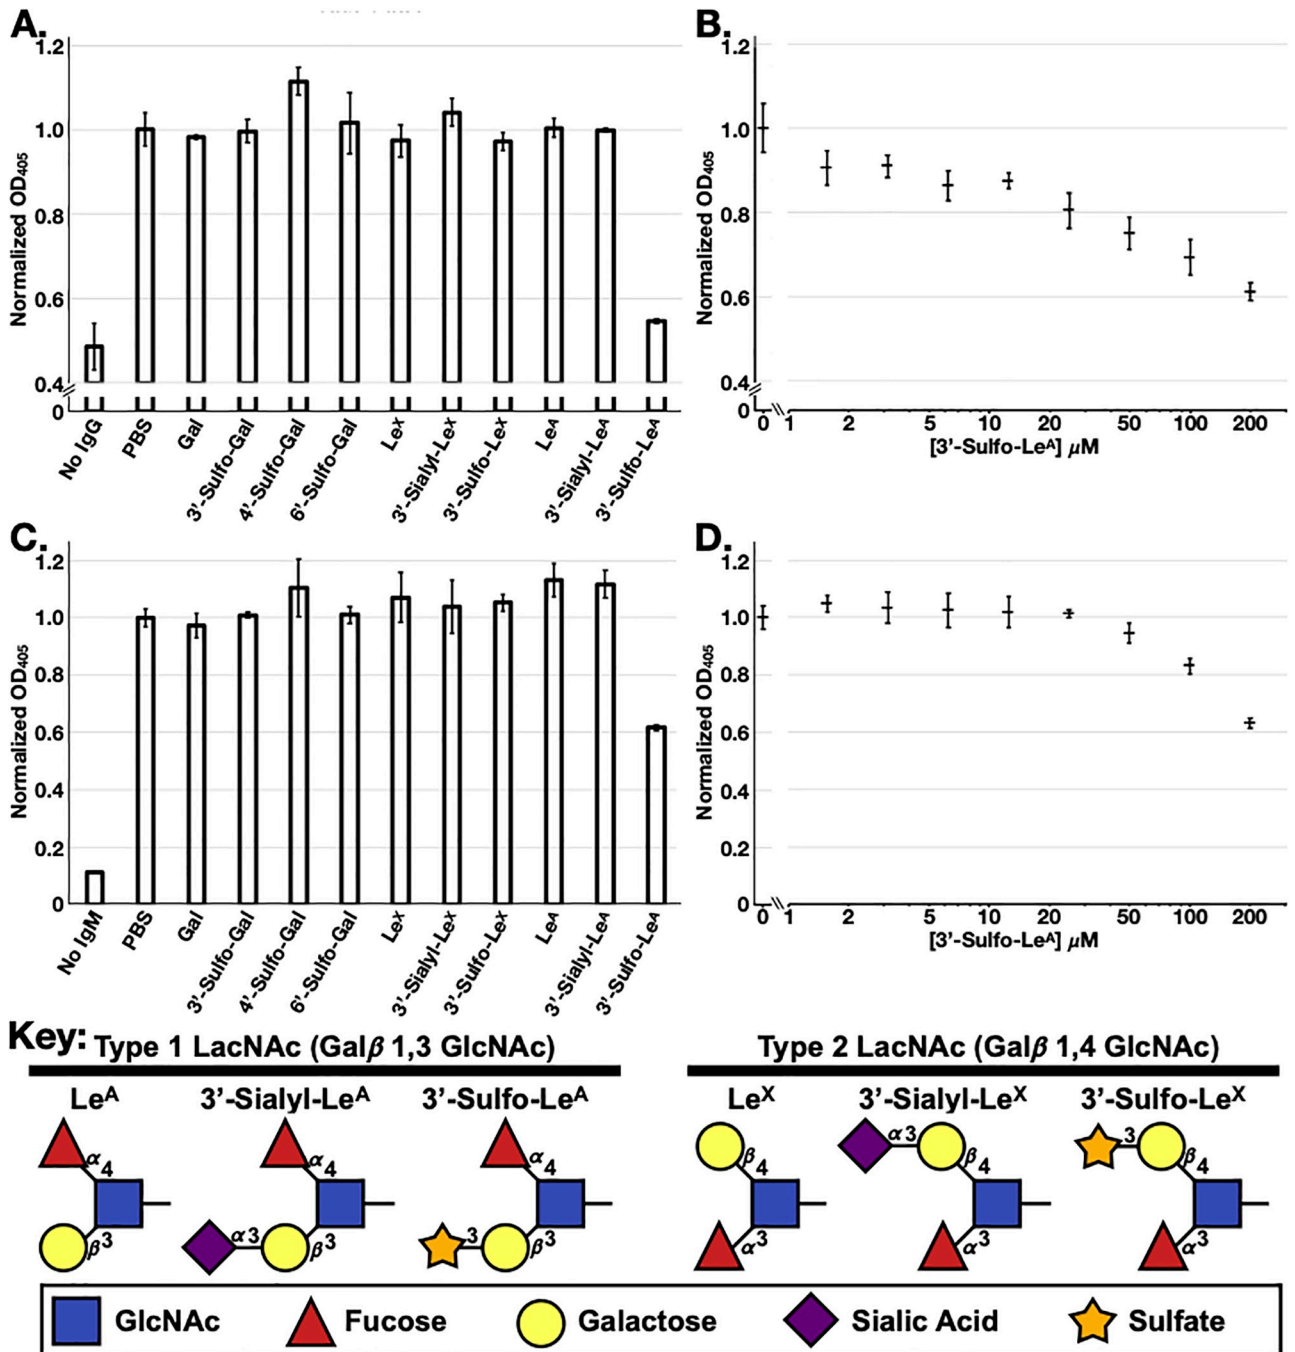 A.
1.2
1.0
0.8
0.6
0.4
0
Normalized OD405
No IgG
PBS
Gal
3'-Sulfo-Gal
4'-Sulfo-Gal
6'-Sulfo-Gal
LeX
3'-Sialyl-LeX
3'-Sulfo-LeX
LeA
3'-Sialyl-LeA
3'-Sulfo-LeA
B.
1.2
1.0
0.8
0.6
0.4
0
Normalized OD405
0 1 2 5 10 20 50 100 200
[3'-Sulfo-LeA] µM
C.
1.2
1.0
0.8
0.6
0.4
0.2
0
Normalized OD405
No IgM
PBS
Gal
3'-Sulfo-Gal
4'-Sulfo-Gal
6'-Sulfo-Gal
LeX
3'-Sialyl-LeX
3'-Sulfo-LeX
LeA
3'-Sialyl-LeA
3'-Sulfo-LeA
D.
1.2
1.0
0.8
0.6
0.4
0.2
0
Normalized OD405
0 1 2 5 10 20 50 100 200
[3'-Sulfo-LeA] µM
Key:
Type 1 LacNAc (Galβ 1,3 GlcNAc)
LeA 3'-Sialyl-LeA 3'-Sulfo-LeA
α4 α4 α4
β3 α3 β3 3 β3
Type 2 LacNAc (Galβ 1,4 GlcNAc)
LeX 3'-Sialyl-LeX 3'-Sulfo-LeX
β4 α3 β4 3 β4
α3 α3 α3
GlcNAc Fucose Galactose Sialic Acid Sulfate